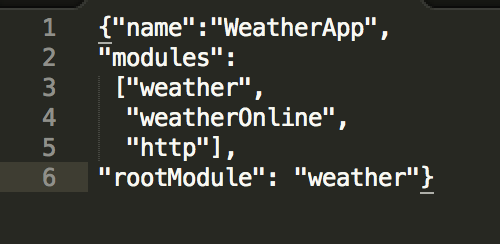 1 {"name":"WeatherApp",
2 "modules":
3  ["weather",
4   "weatherOnline",
5   "http"],
6 "rootModule": "weather"}